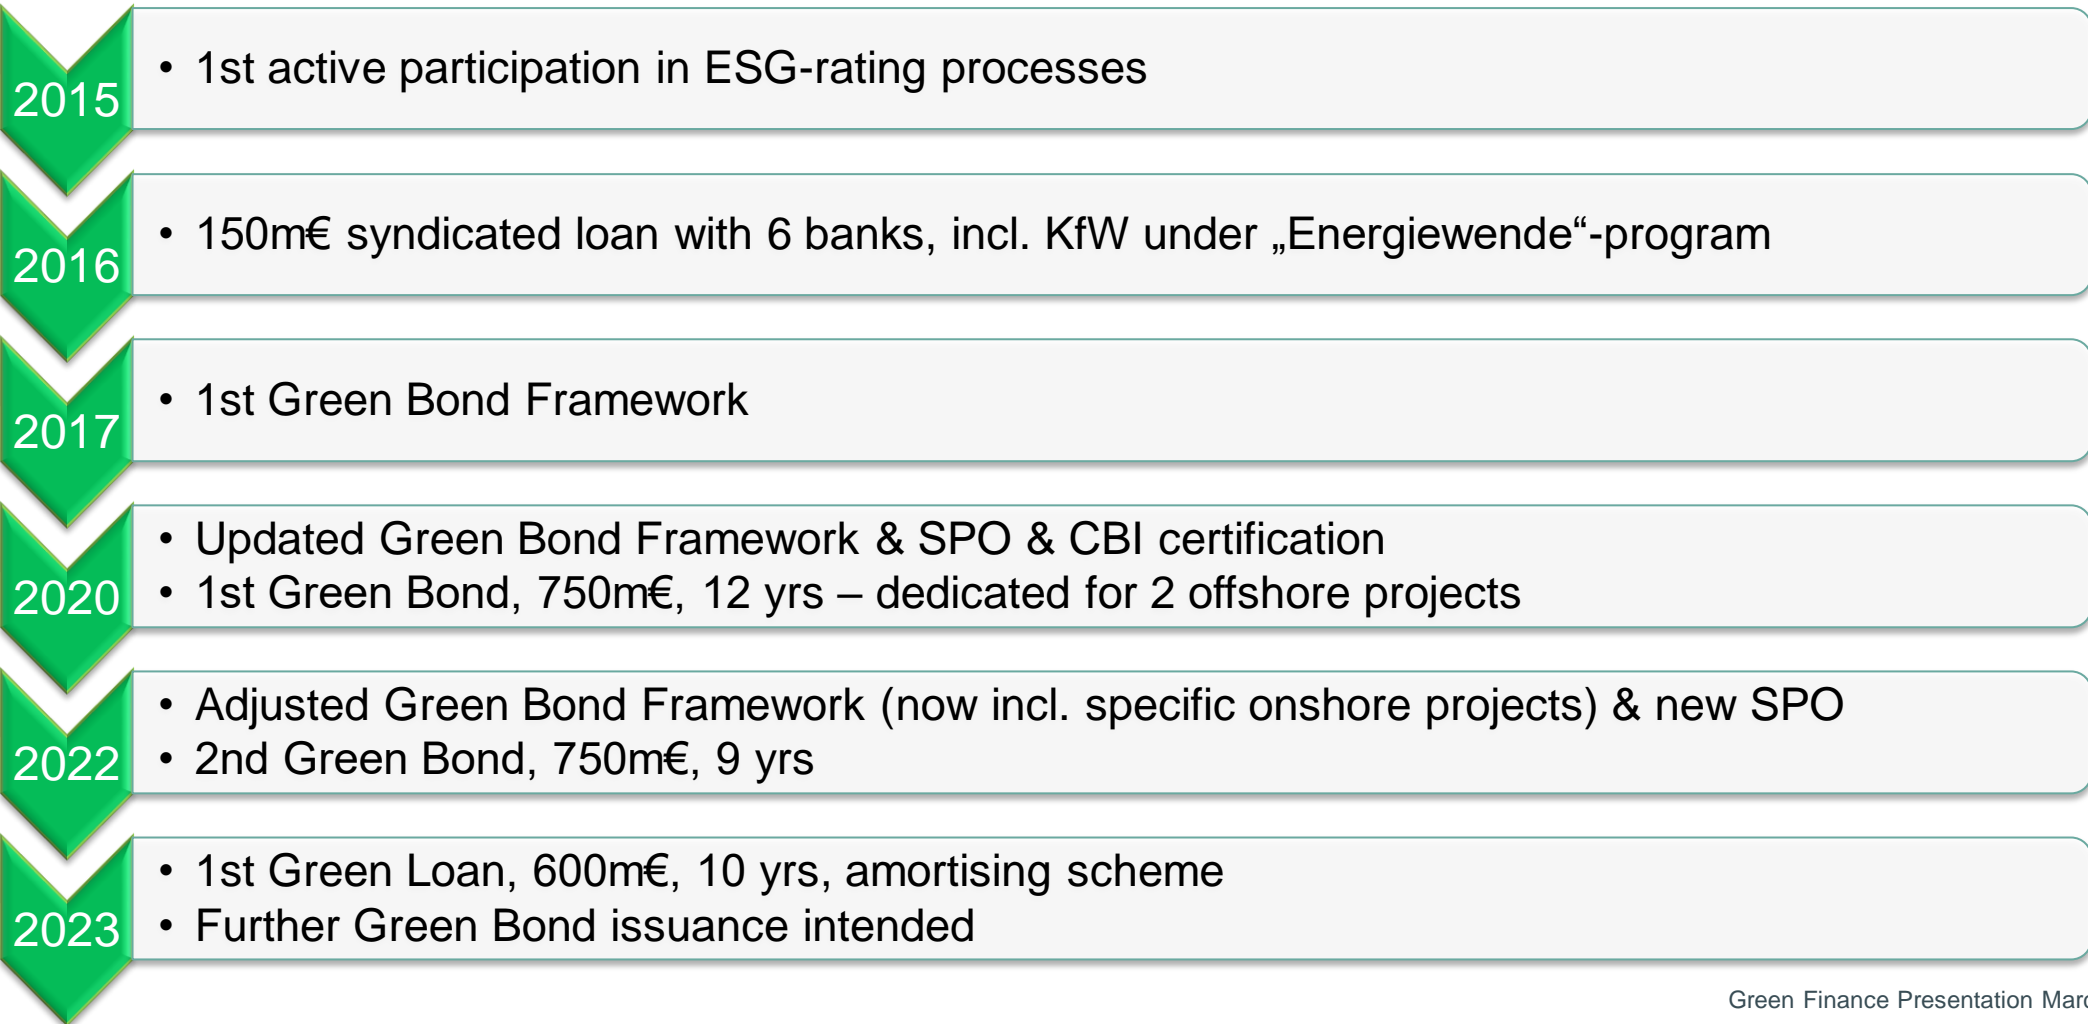 2015
• 1st active participation in ESG-rating processes
2016
• 150m€ syndicated loan with 6 banks, incl. KfW under „Energiewende“-program
2017
• 1st Green Bond Framework
2020
• Updated Green Bond Framework & SPO & CBI certification
• 1st Green Bond, 750m€, 12 yrs – dedicated for 2 offshore projects
2022
• Adjusted Green Bond Framework (now incl. specific onshore projects) & new SPO
• 2nd Green Bond, 750m€, 9 yrs
2023
• 1st Green Loan, 600m€, 10 yrs, amortising scheme
• Further Green Bond issuance intended
Green Finance Presentation